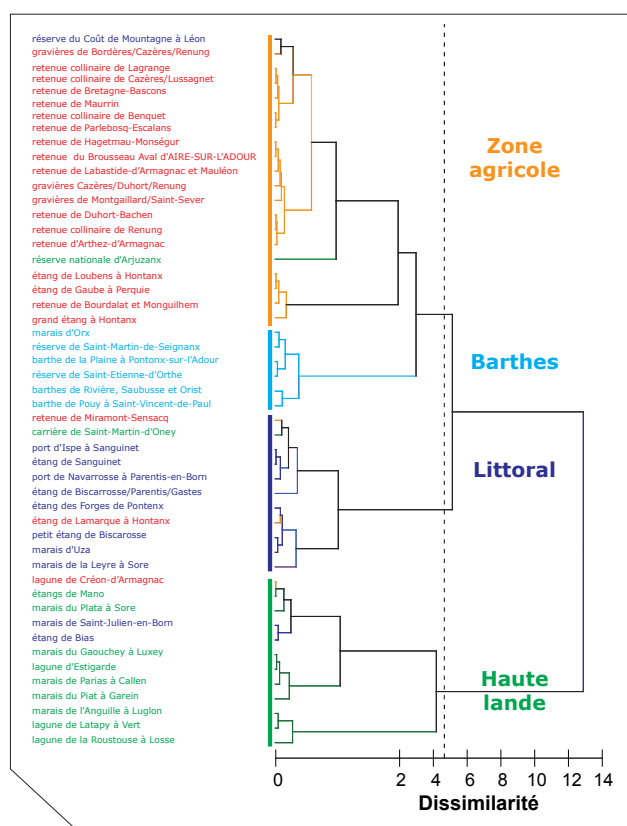 réserve du Coût de Mountagne à Léon
gravières de Bordères/Cazères/Renung
retenue collinaire de Lagrange
retenue collinaire de Cazères/Lussagnet
retenue de Bretagne-Bascons
retenue de Maurrin
retenue collinaire de Benquet
retenue de Parlebosq-Escalans
retenue de Hagetmau-Monségur
retenue du Brousseau Aval d'AIRE-SUR-L'ADOUR
retenue de Labastide-d'Armagnac et Mauléon
gravières Cazères/Duhort/Renung
gravières de Montgaillard/Saint-Sever
retenue de Duhort-Bachen
retenue collinaire de Renung
retenue d'Arthez-d'Armagnac
réserve nationale d'Arjuzanx
étang de Loubens à Hontanx
étang de Gaube à Perquie
retenue de Bourdalat et Monguilhem
grand étang à Hontanx
Zone
agricole
marais d'Orx
réserve de Saint-Martin-de-Seignanx
barthe de la Plaine à Pontonx-sur-l'Adour
réserve de Saint-Etienne-d'Orthe
barthes de Rivière, Saubusse et Orist
barthe de Pouy à Saint-Vincent-de-Paul
Barthes
retenue de Miramont-Sensacq
carrière de Saint-Martin-d'Oney
port d'Ispe à Sanguinet
étang de Sanguinet
port de Navarrosse à Parentis-en-Born
étang de Biscarrosse/Parentis/Gastes
étang des Forges de Pontenx
étang de Lamarque à Hontanx
petit étang de Biscarosse
marais d'Uza
marais de la Leyre à Sore
Littoral
lagune de Créon-d'Armagnac
étangs de Mano
marais du Plata à Sore
marais de Saint-Julien-en-Born
étang de Bias
marais du Gaouchey à Luxey
lagune d'Estigarde
marais de Parias à Callen
marais du Piat à Garein
marais de l'Anguille à Luglon
lagune de Latapy à Vert
lagune de la Roustouse à Losse
Haute
lande
0 2 4 6 8 10 12 14
Dissimilarité